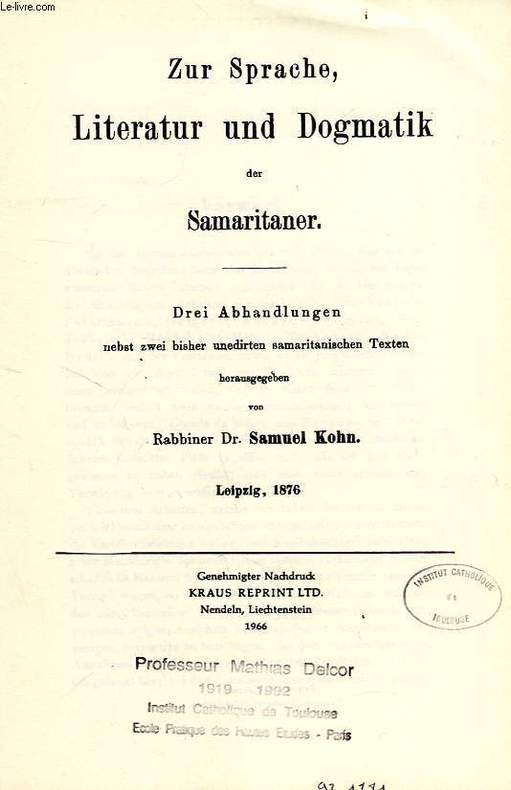 Le-livre.com
Zur Sprache,
Literatur und Dogmatik
der
Samaritaner.
Drei Abhandlungen
nebst zwei bisher unedirten samaritanischen Texten
herausgegeben
von
Rabbiner Dr. Samuel Kohn.
Leipzig, 1876
Genehmigter Nachdruck
KRAUS REPRINT LTD.
Nendeln, Liechtenstein
1966
INSTITUT CATHOLIQUE
de
TOULOUSE
Professeur Mathias Delcor
1919 - 1992
Institut Catholique de Toulouse
Ecole Pratique des Hautes Etudes - Paris